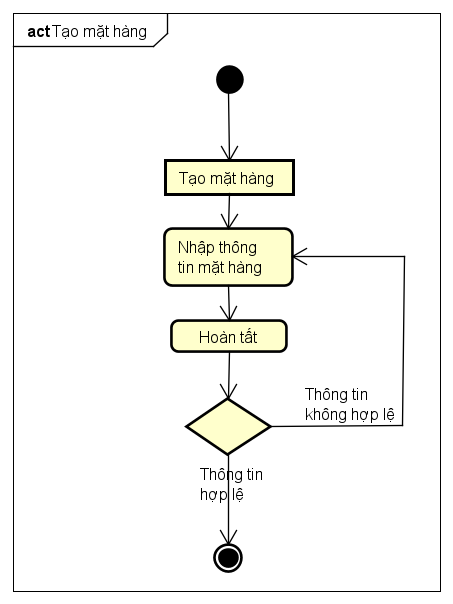 act Tạo mặt hàng
Tạo mặt hàng
Nhập thông
tin mặt hàng
Hoàn tất
Thông tin
không hợp lệ
Thông tin
hợp lệ